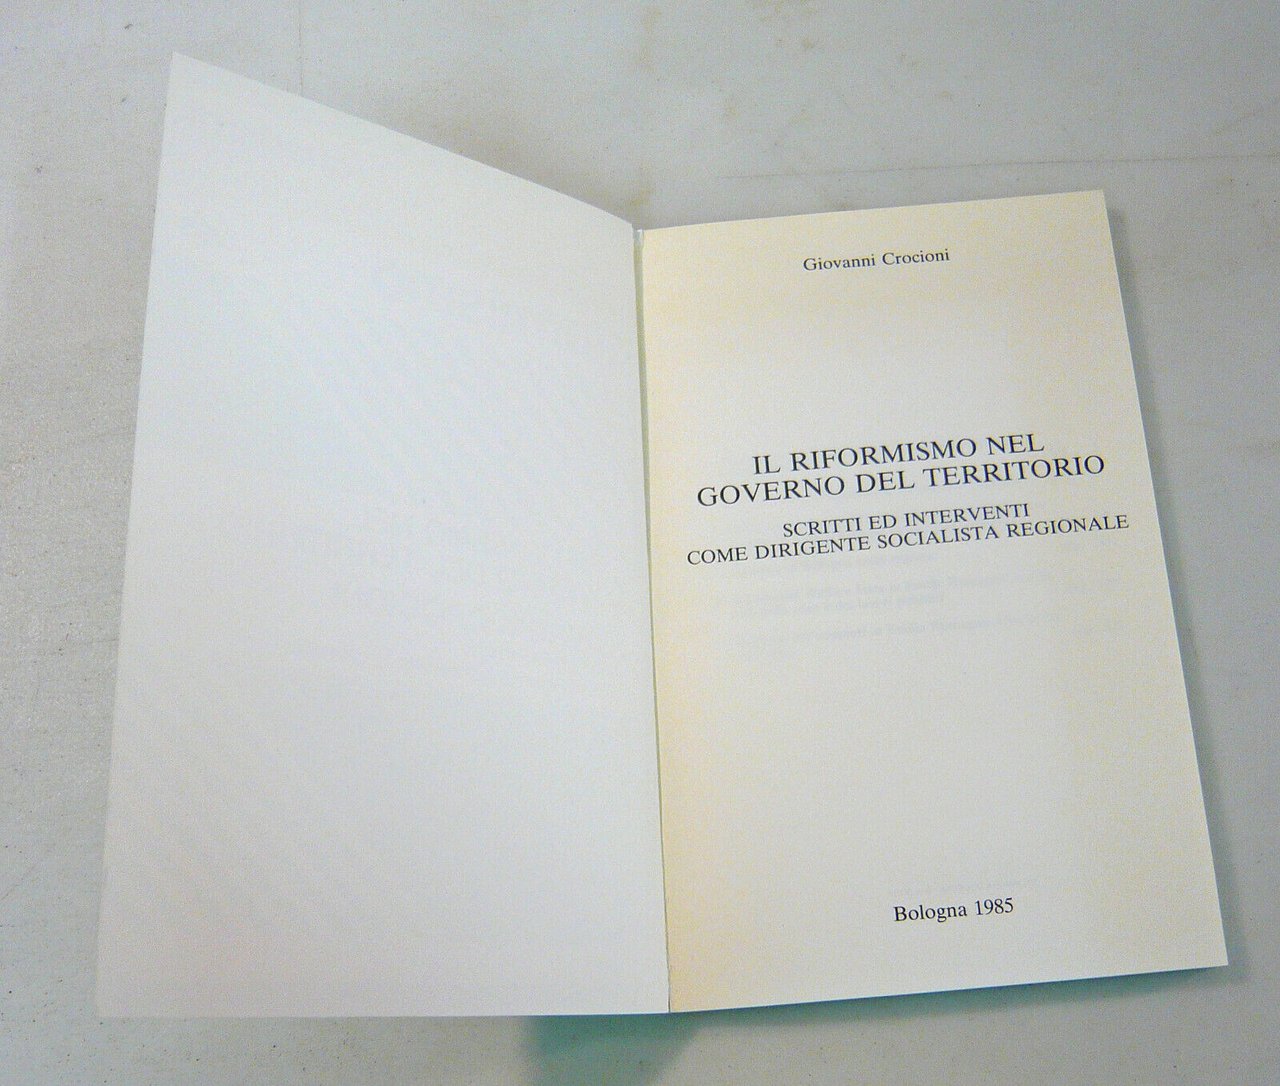 Giovanni Crocioni
IL RIFORMISMO NEL
GOVERNO DEL TERRITORIO
SCRITTI ED INTERVENTI
COME DIRIGENTE SOCIALISTA REGIONALE
Bologna 1985